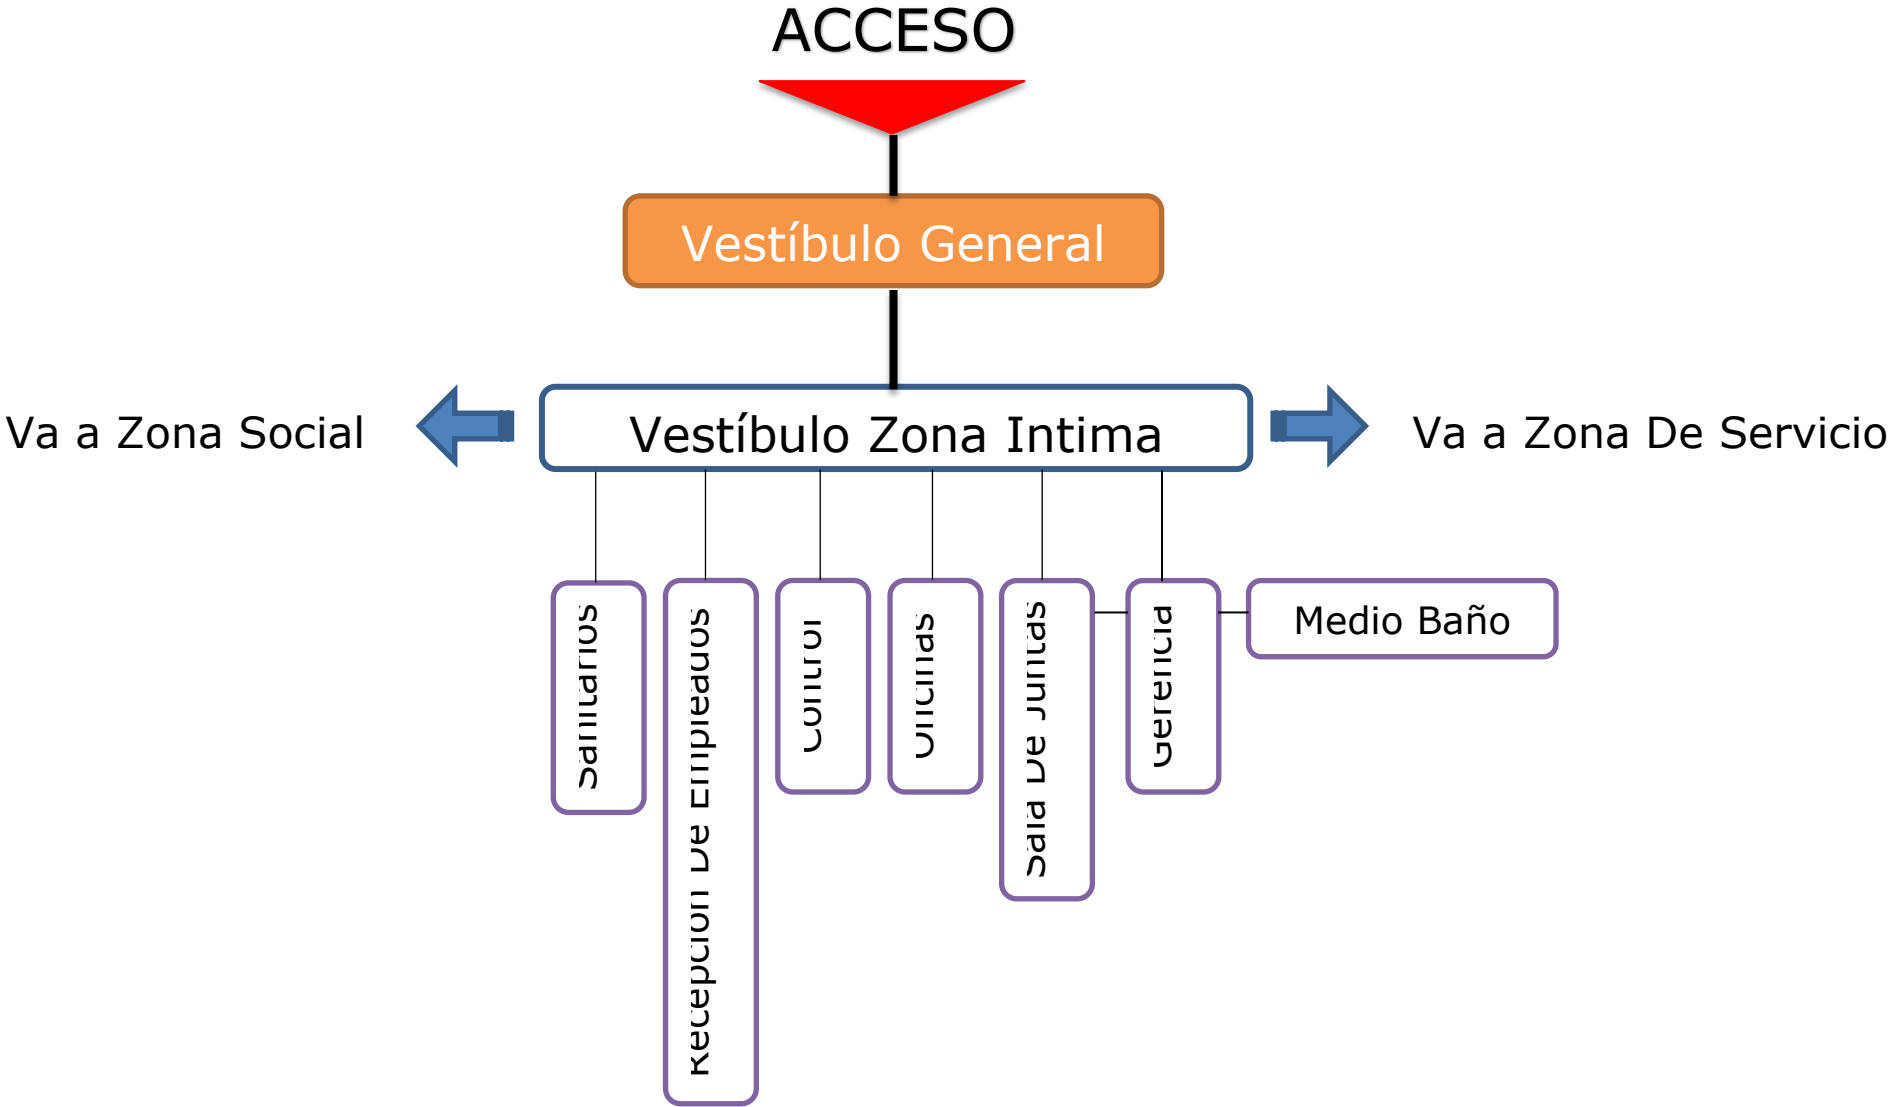 ACCESO
Vestíbulo General
Va a Zona Social
Vestíbulo Zona Intima
Va a Zona De Servicio
Sanitarios
Recepción De Empleados
Control
Oficinas
Sala De Juntas
Gerencia
Medio Baño